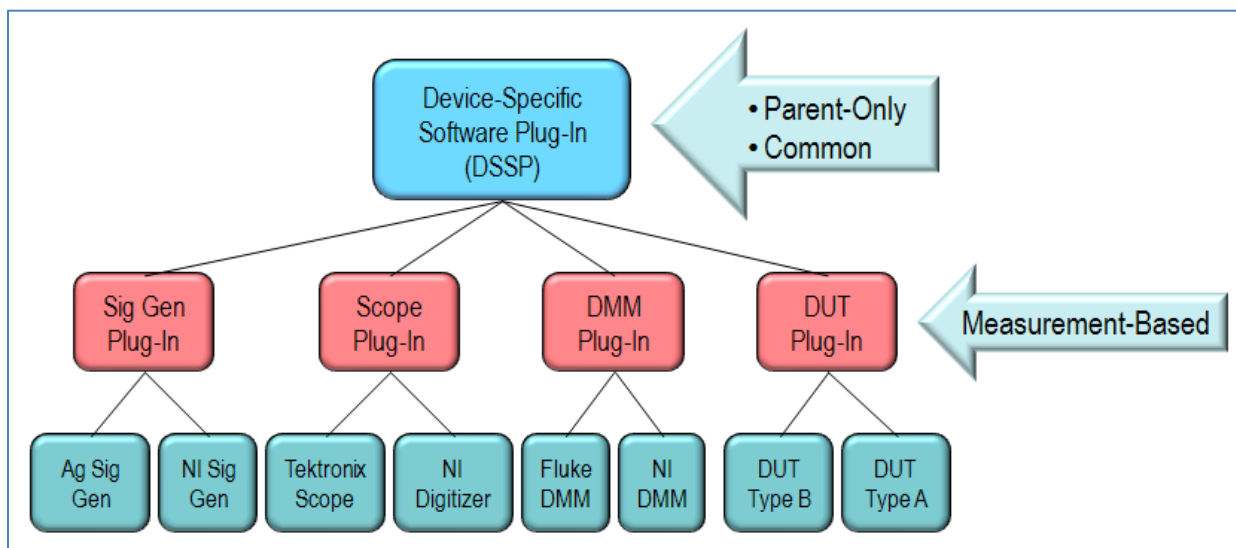 Device-Specific
Software Plug-In
(DSSP)
• Parent-Only
• Common
Sig Gen
Plug-In
Scope
Plug-In
DMM
Plug-In
DUT
Plug-In
Measurement-Based
Ag Sig
Gen
NI Sig
Gen
Tektronix
Scope
NI
Digitizer
Fluke
DMM
NI
DMM
DUT
Type B
DUT
Type A